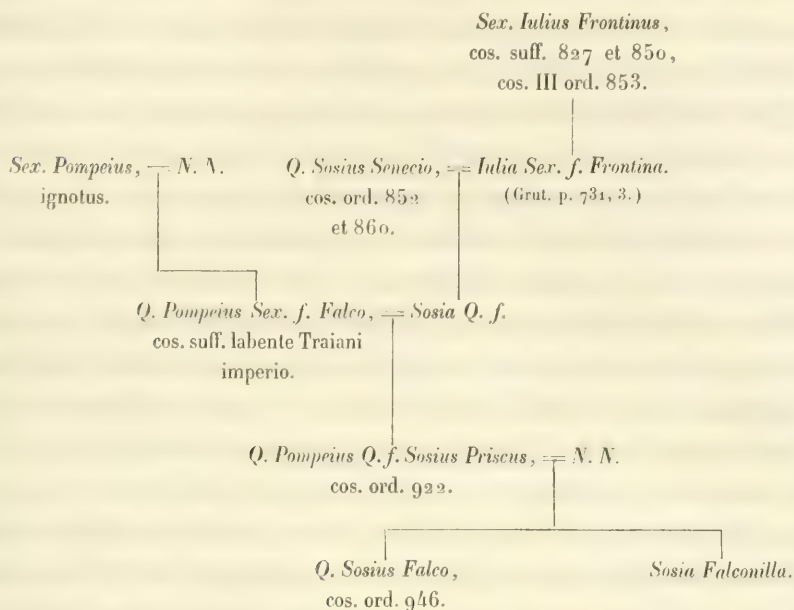 Sex. Iulius Frontinus,
cos. suff. 827 et 850,
cos. III ord. 853.
Sex. Pompeius, = N. N.
ignotus.
Q. Sosius Senecio, = Iulia Sex. f. Frontina.
cos. ord. 852
et 860.
(Grut. p. 731, 3.)
Q. Pompeius Sex. f. Falco, = Sosia Q. f.
cos. suff. labente Traiani
imperio.
Q. Pompeius Q. f. Sosius Priscus, = N. N.
cos. ord. 922.
Q. Sosius Falco,
cos. ord. 946.
Sosia Falconilla.